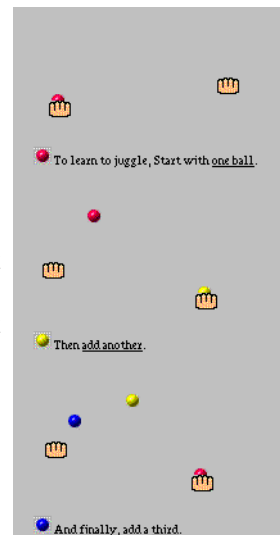 To learn to juggle, Start with one ball.
Then add another.
And finally, add a third.